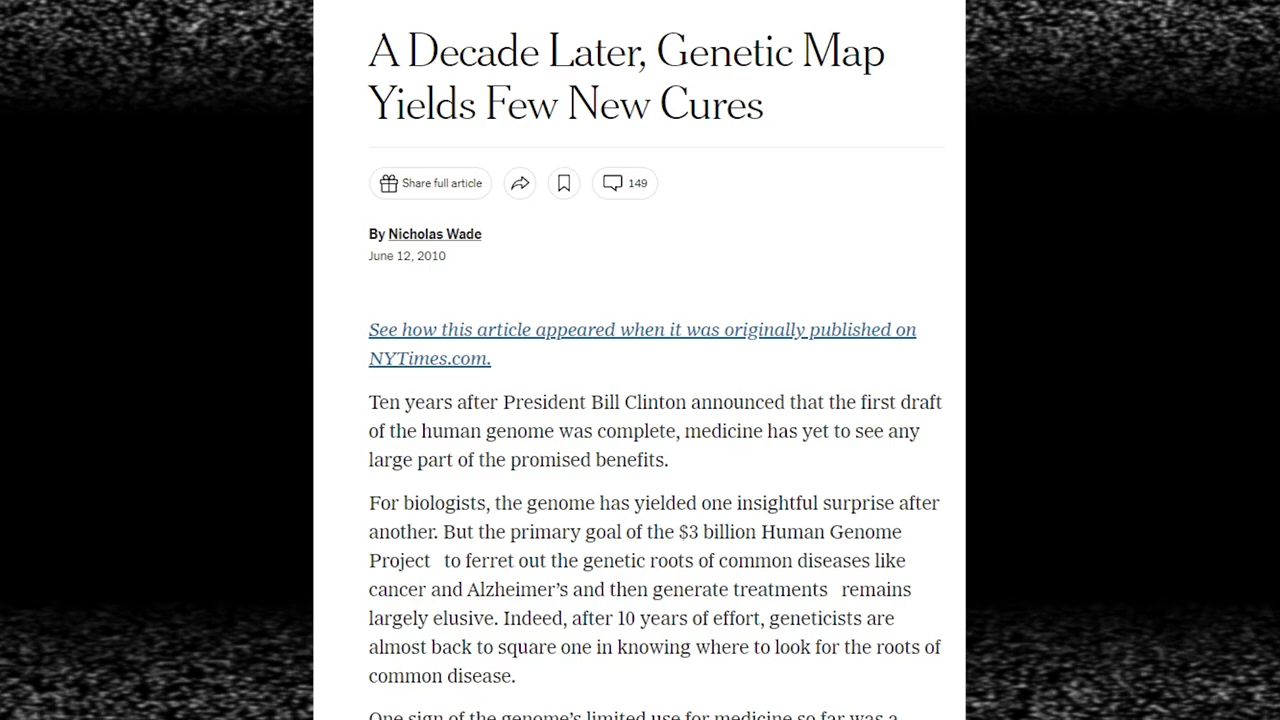 A Decade Later, Genetic Map
Yields Few New Cures
Share full article
149
By Nicholas Wade
June 12, 2010
See how this article appeared when it was originally published on
NYTimes.com.
Ten years after President Bill Clinton announced that the first draft
of the human genome was complete, medicine has yet to see any
large part of the promised benefits.
For biologists, the genome has yielded one insightful surprise after
another. But the primary goal of the $3 billion Human Genome
Project to ferret out the genetic roots of common diseases like
cancer and Alzheimer’s and then generate treatments remains
largely elusive. Indeed, after 10 years of effort, geneticists are
almost back to square one in knowing where to look for the roots of
common disease.
One sign of the genome’s limited use for medicine so far was a